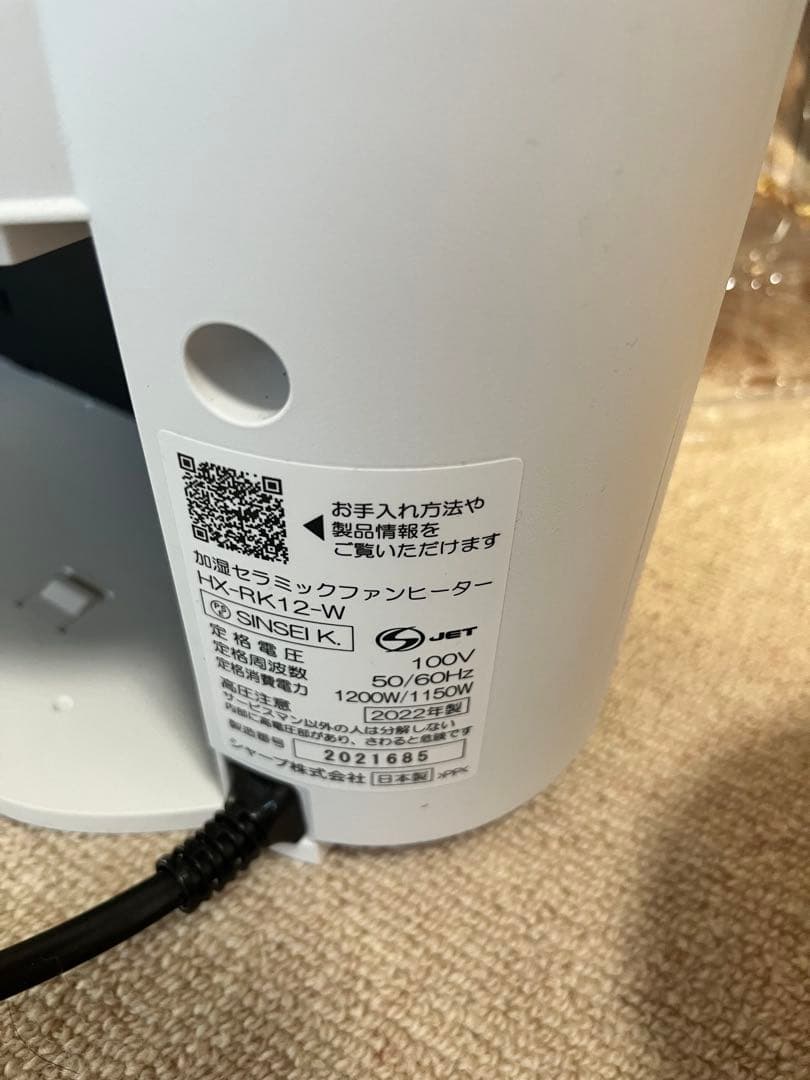 お手入れ方法や
製品情報を
ご覧いただけます
加湿セラミックファンヒーター
HX-RK12-W
PSE SINSEI K. JET
定格電圧 100V
定格周波数 50/60Hz
定格消費電力 1200W/1150W
高圧注意 2022年製
サービスマン以外の人は分解しない
内部に高電圧部があり、さわると危険です
製造番号 2021685
シャープ株式会社 日本製 >PP<